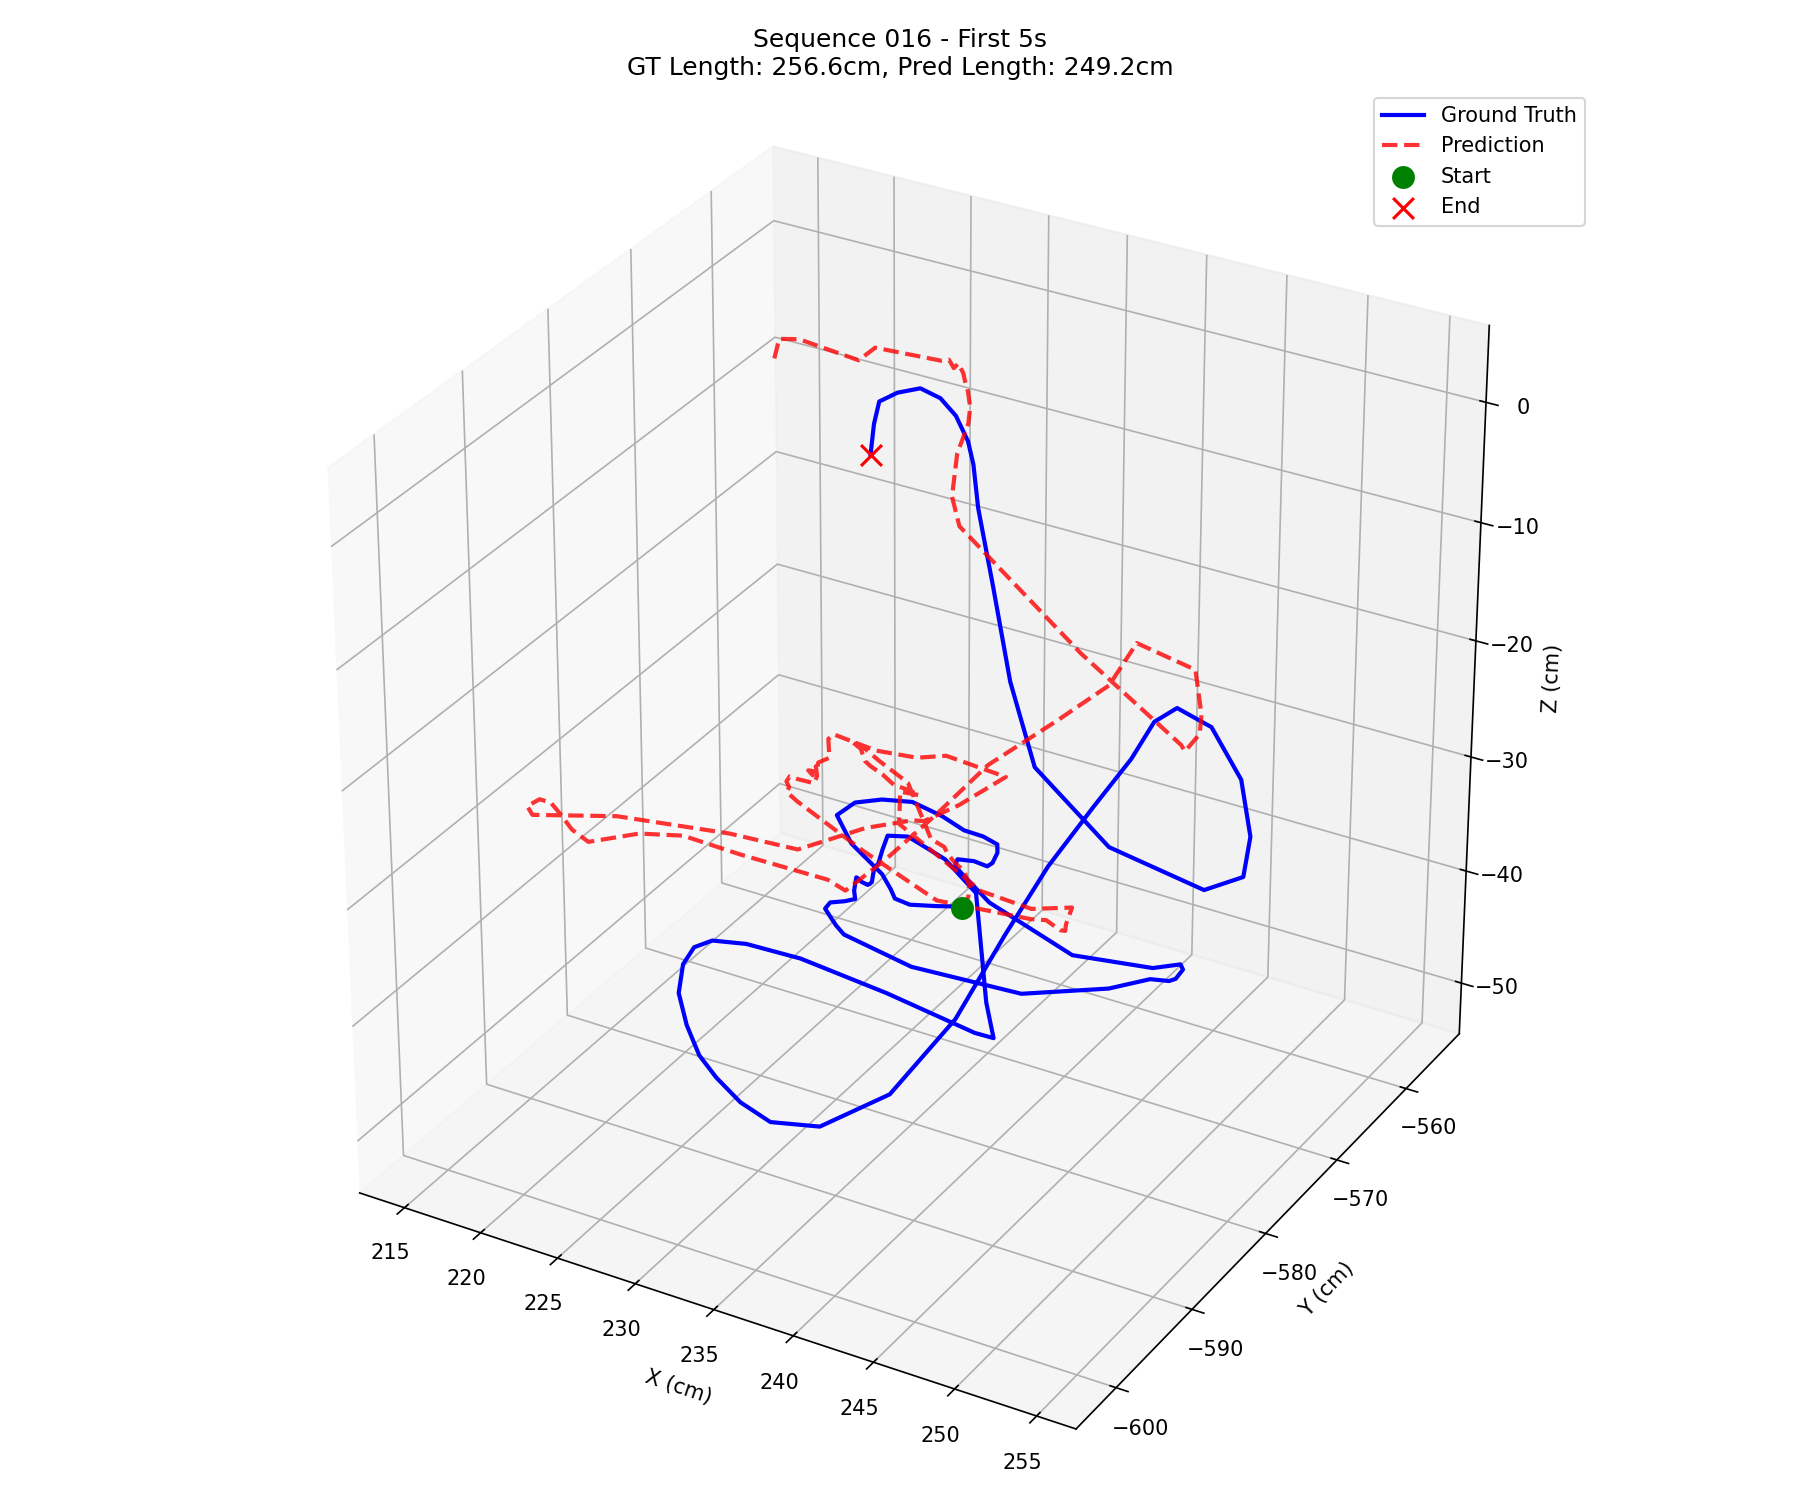 Sequence 016 - First 5s
GT Length: 256.6cm, Pred Length: 249.2cm
Ground Truth
Prediction
Start
End
0
−10
−20
−30
−40
−50
Z (cm)
−560
−570
−580
−590
−600
Y (cm)
215
220
225
230
235
240
245
250
255
X (cm)